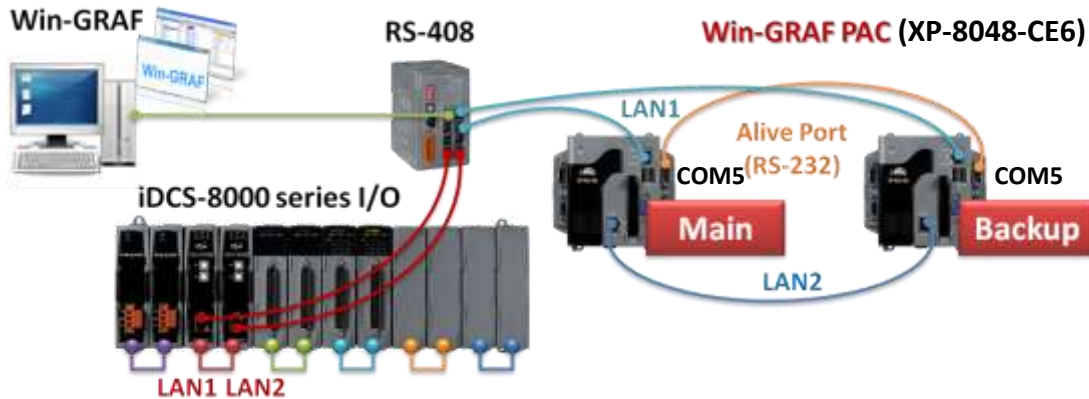 Win-GRAF
Win-GRAF
RS-408
Win-GRAF PAC (XP-8048-CE6)
LAN1
Alive Port
(RS-232)
COM5
COM5
Main
Backup
LAN2
iDCS-8000 series I/O
LAN1 LAN2